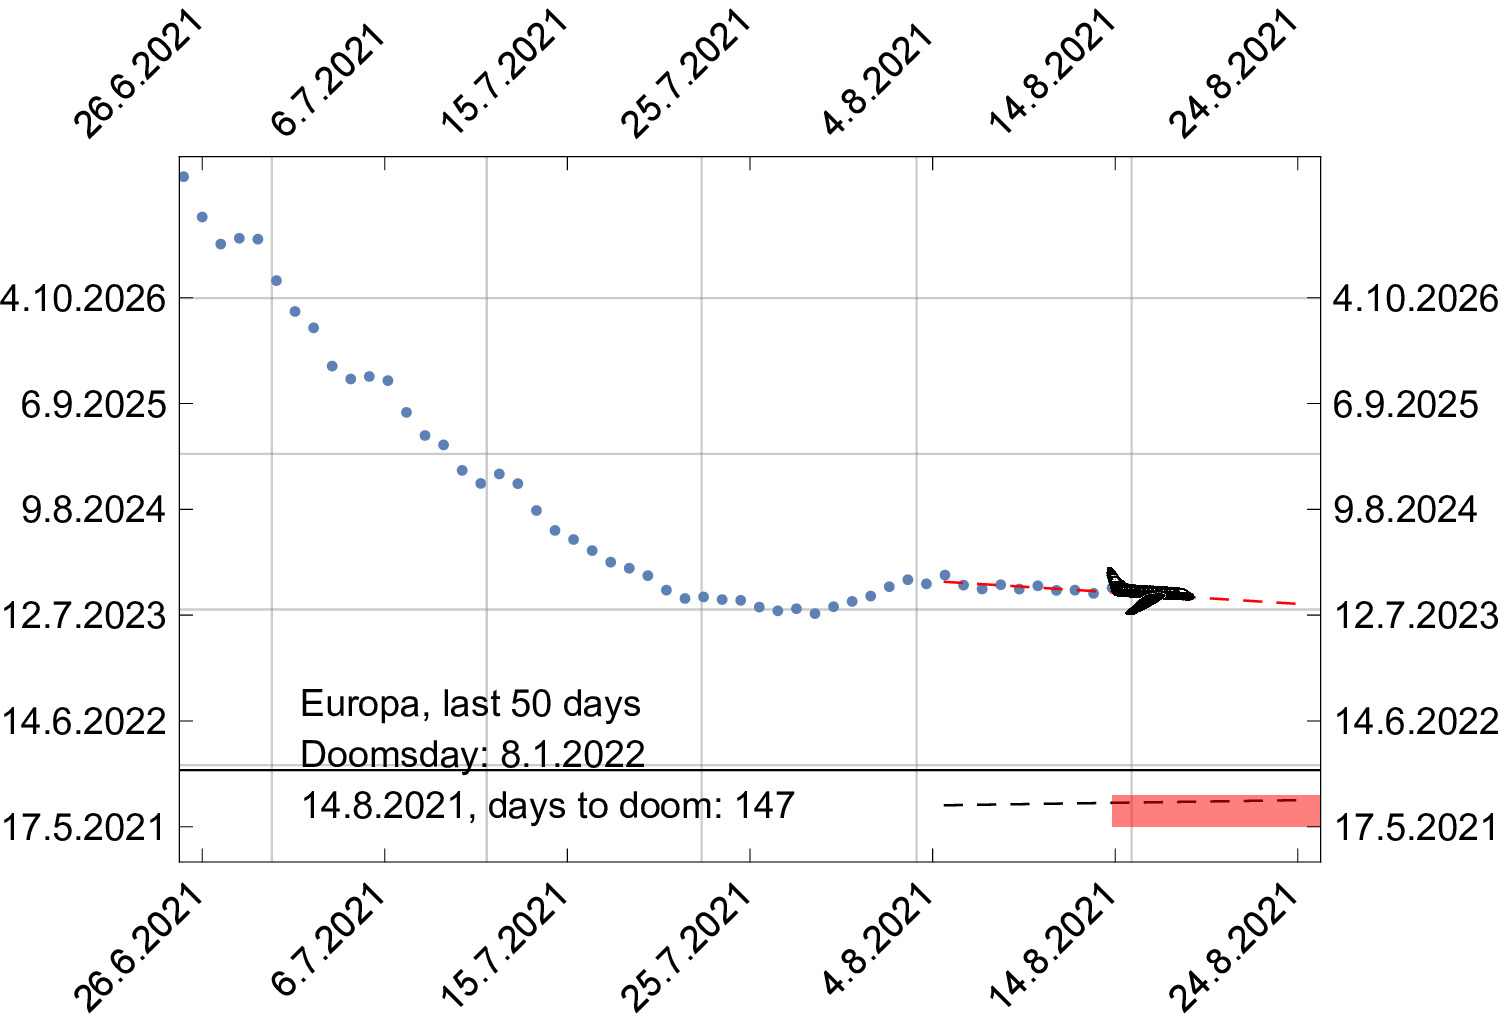 26.6.2021 6.7.2021 15.7.2021 25.7.2021 4.8.2021 14.8.2021 24.8.2021
4.10.2026 4.10.2026
6.9.2025 6.9.2025
9.8.2024 9.8.2024
12.7.2023 12.7.2023
Europa, last 50 days
14.6.2022 14.6.2022
Doomsday: 8.1.2022
14.8.2021, days to doom: 147
17.5.2021 17.5.2021
26.6.2021 6.7.2021 15.7.2021 25.7.2021 4.8.2021 14.8.2021 24.8.2021